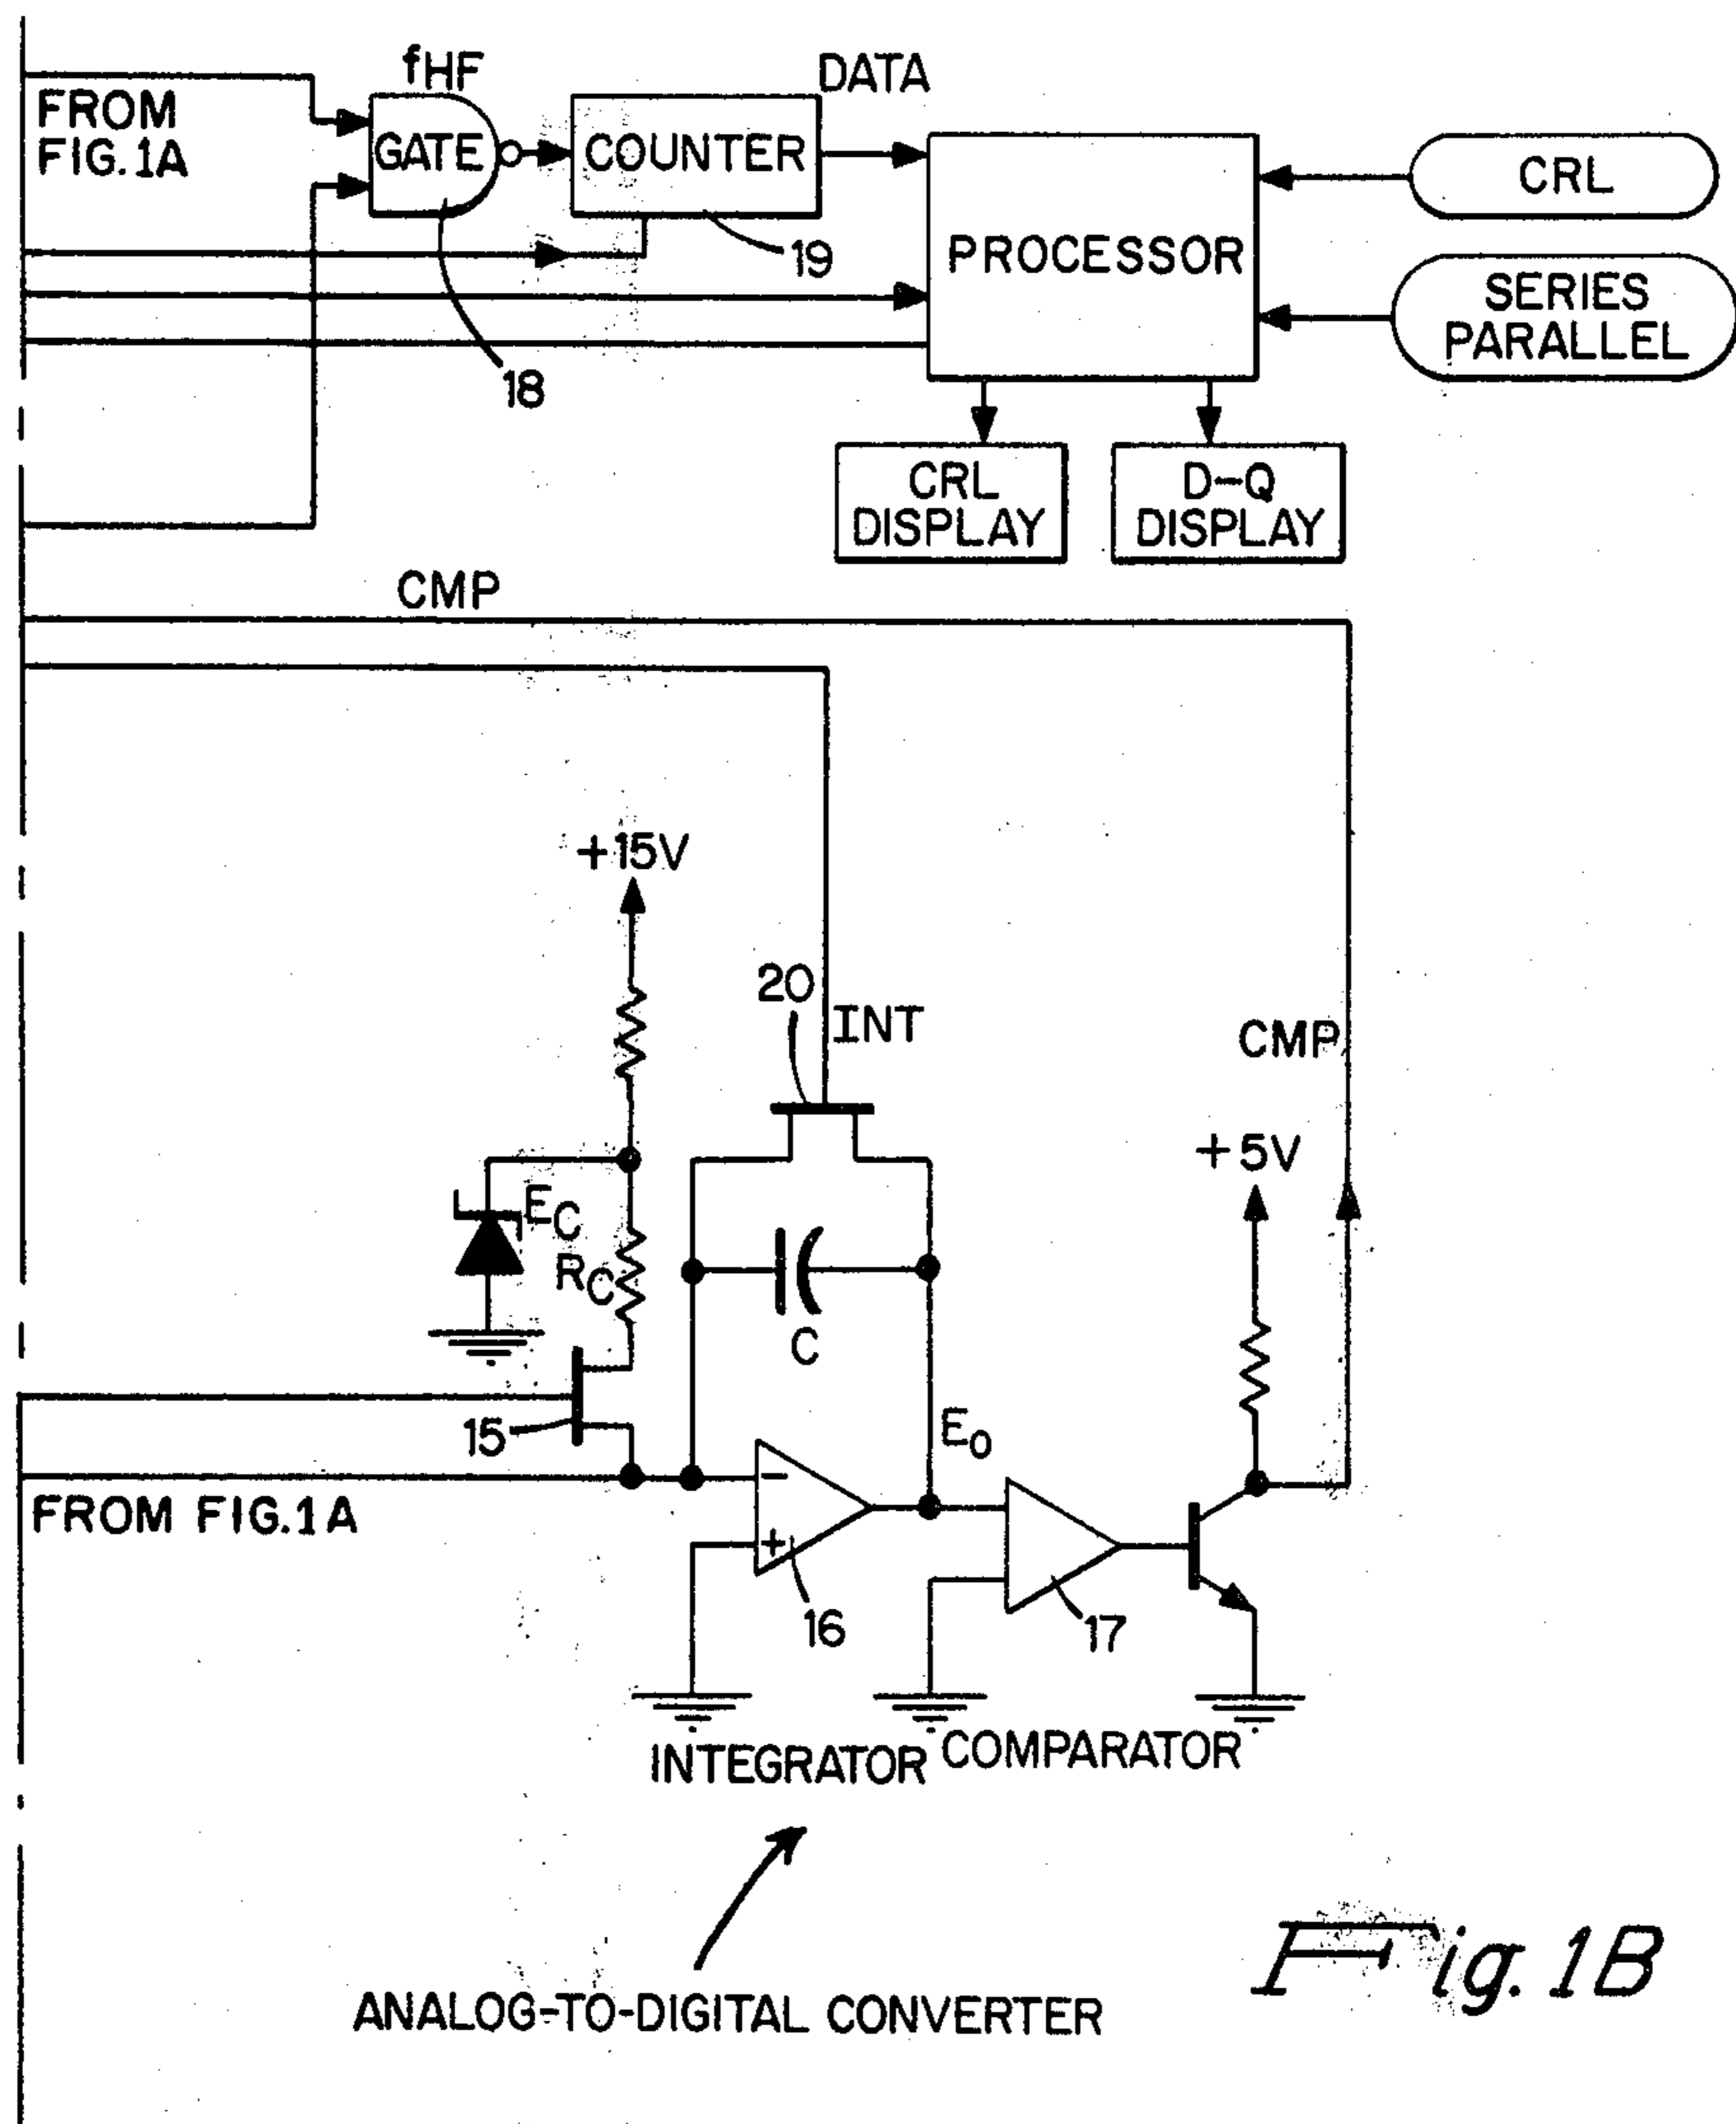 fHF
DATA
FROM
FIG. 1A
GATE
COUNTER
CRL
PROCESSOR
19
SERIES
PARALLEL
18
CRL
DISPLAY
D-Q
DISPLAY
CMP
+15V
20
INT
CMP
+5V
EC
RC
C
15
E0
FROM FIG. 1A
16
17
INTEGRATOR
COMPARATOR
ANALOG-TO-DIGITAL CONVERTER
Fig. 1B